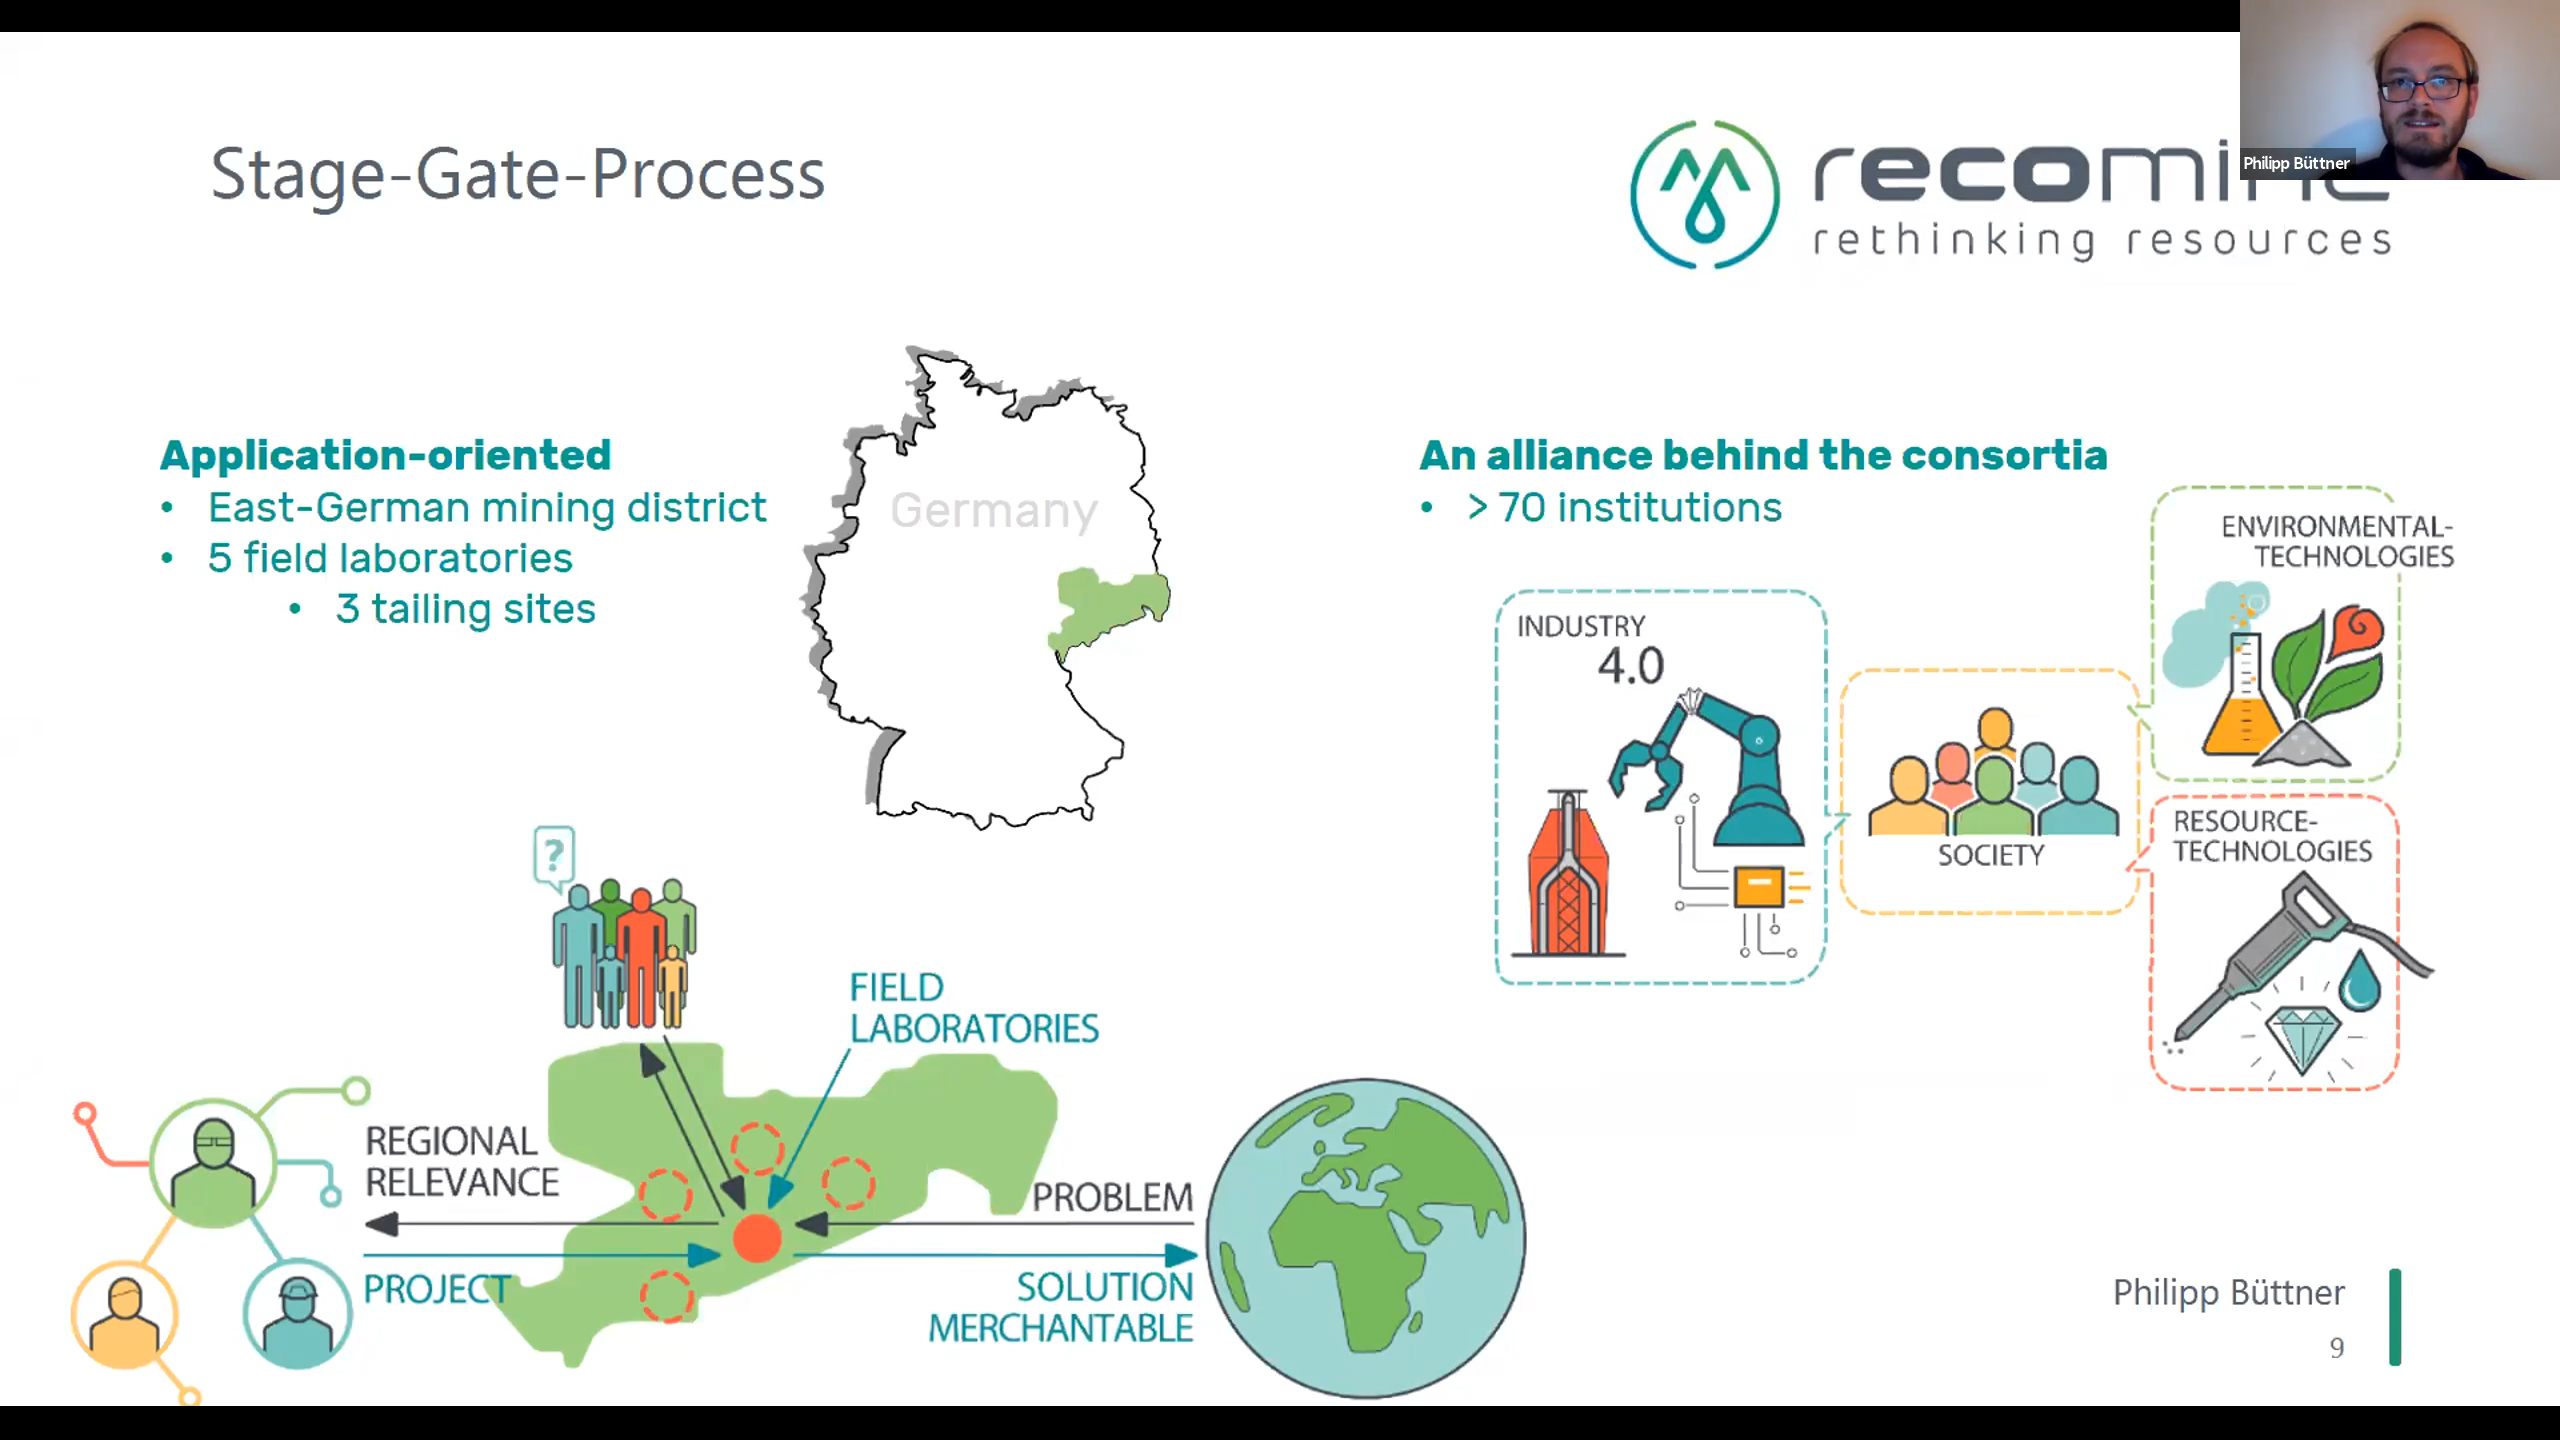 Philipp Büttner
Stage-Gate-Process
rethinking resources
Application-oriented
• East-German mining district
• 5 field laboratories
• 3 tailing sites
Germany
An alliance behind the consortia
• > 70 institutions
ENVIRONMENTAL-
TECHNOLOGIES
INDUSTRY
4.0
SOCIETY
RESOURCE-
TECHNOLOGIES
?
FIELD
LABORATORIES
REGIONAL
RELEVANCE
PROJECT
PROBLEM
SOLUTION
MERCHANTABLE
Philipp Büttner
9